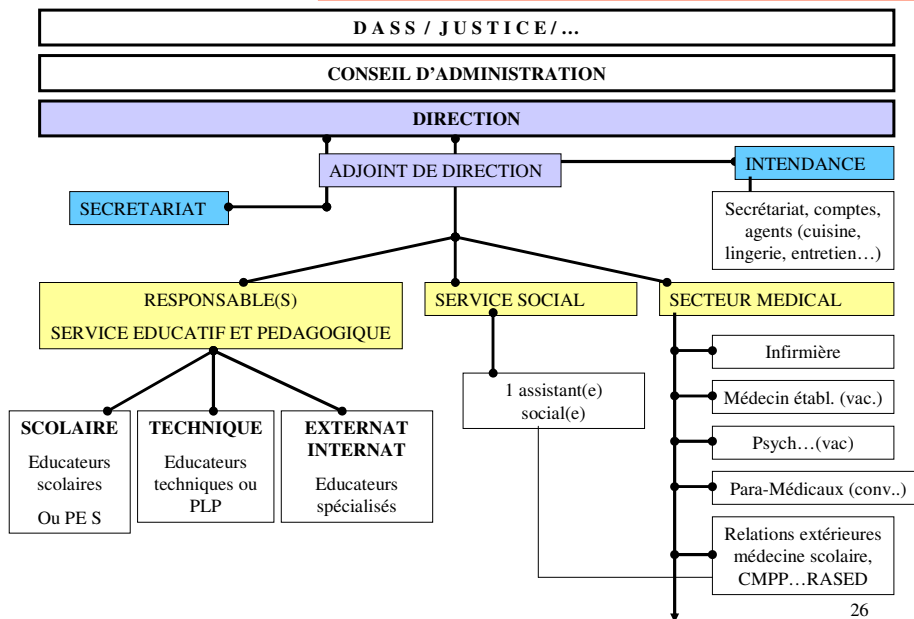 D A S S / J U S T I C E / …
CONSEIL D'ADMINISTRATION
DIRECTION
ADJOINT DE DIRECTION
INTENDANCE
SECRETARIAT
Secrétariat, comptes,
agents (cuisine,
lingerie, entretien…)
RESPONSABLE(S)
SERVICE EDUCATIF ET PEDAGOGIQUE
SERVICE SOCIAL
SECTEUR MEDICAL
Infirmière
1 assistant(e)
social(e)
Médecin établ. (vac.)
Psych…(vac)
Para-Médicaux (conv..)
Relations extérieures
médecine scolaire,
CMPP…RASED
SCOLAIRE
Educateurs
scolaires
Ou PE S
TECHNIQUE
Educateurs
techniques ou
PLP
EXTERNAT
INTERNAT
Educateurs
spécialisés
26